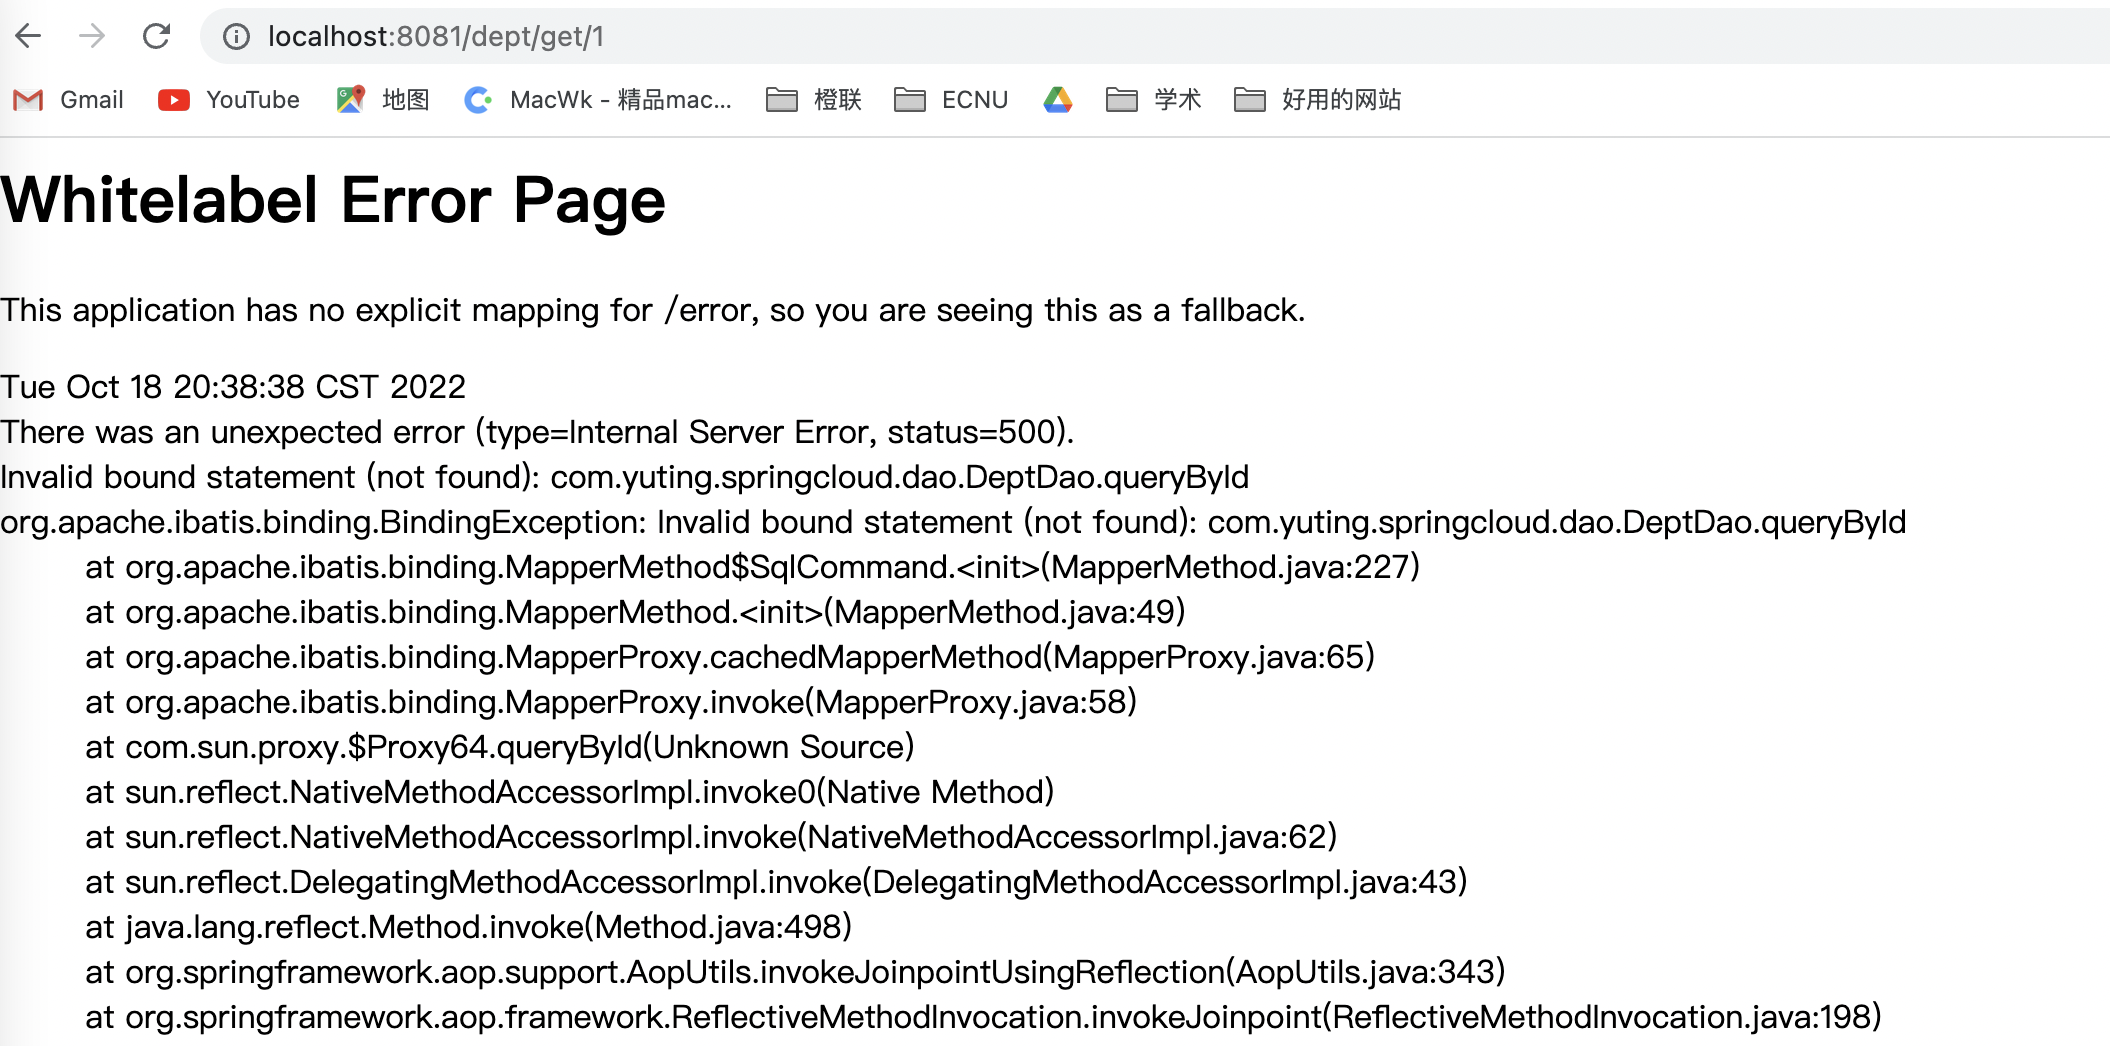 localhost:8081/dept/get/1
Gmail YouTube 地图 MacWk - 精品mac... 橙联 ECNU 学术 好用的网站
Whitelabel Error Page
This application has no explicit mapping for /error, so you are seeing this as a fallback.
Tue Oct 18 20:38:38 CST 2022
There was an unexpected error (type=Internal Server Error, status=500).
Invalid bound statement (not found): com.yuting.springcloud.dao.DeptDao.queryById
org.apache.ibatis.binding.BindingException: Invalid bound statement (not found): com.yuting.springcloud.dao.DeptDao.queryById
at org.apache.ibatis.binding.MapperMethod$SqlCommand.<init>(MapperMethod.java:227)
at org.apache.ibatis.binding.MapperMethod.<init>(MapperMethod.java:49)
at org.apache.ibatis.binding.MapperProxy.cachedMapperMethod(MapperProxy.java:65)
at org.apache.ibatis.binding.MapperProxy.invoke(MapperProxy.java:58)
at com.sun.proxy.$Proxy64.queryById(Unknown Source)
at sun.reflect.NativeMethodAccessorImpl.invoke0(Native Method)
at sun.reflect.NativeMethodAccessorImpl.invoke(NativeMethodAccessorImpl.java:62)
at sun.reflect.DelegatingMethodAccessorImpl.invoke(DelegatingMethodAccessorImpl.java:43)
at java.lang.reflect.Method.invoke(Method.java:498)
at org.springframework.aop.support.AopUtils.invokeJoinpointUsingReflection(AopUtils.java:343)
at org.springframework.aop.framework.ReflectiveMethodInvocation.invokeJoinpoint(ReflectiveMethodInvocation.java:198)